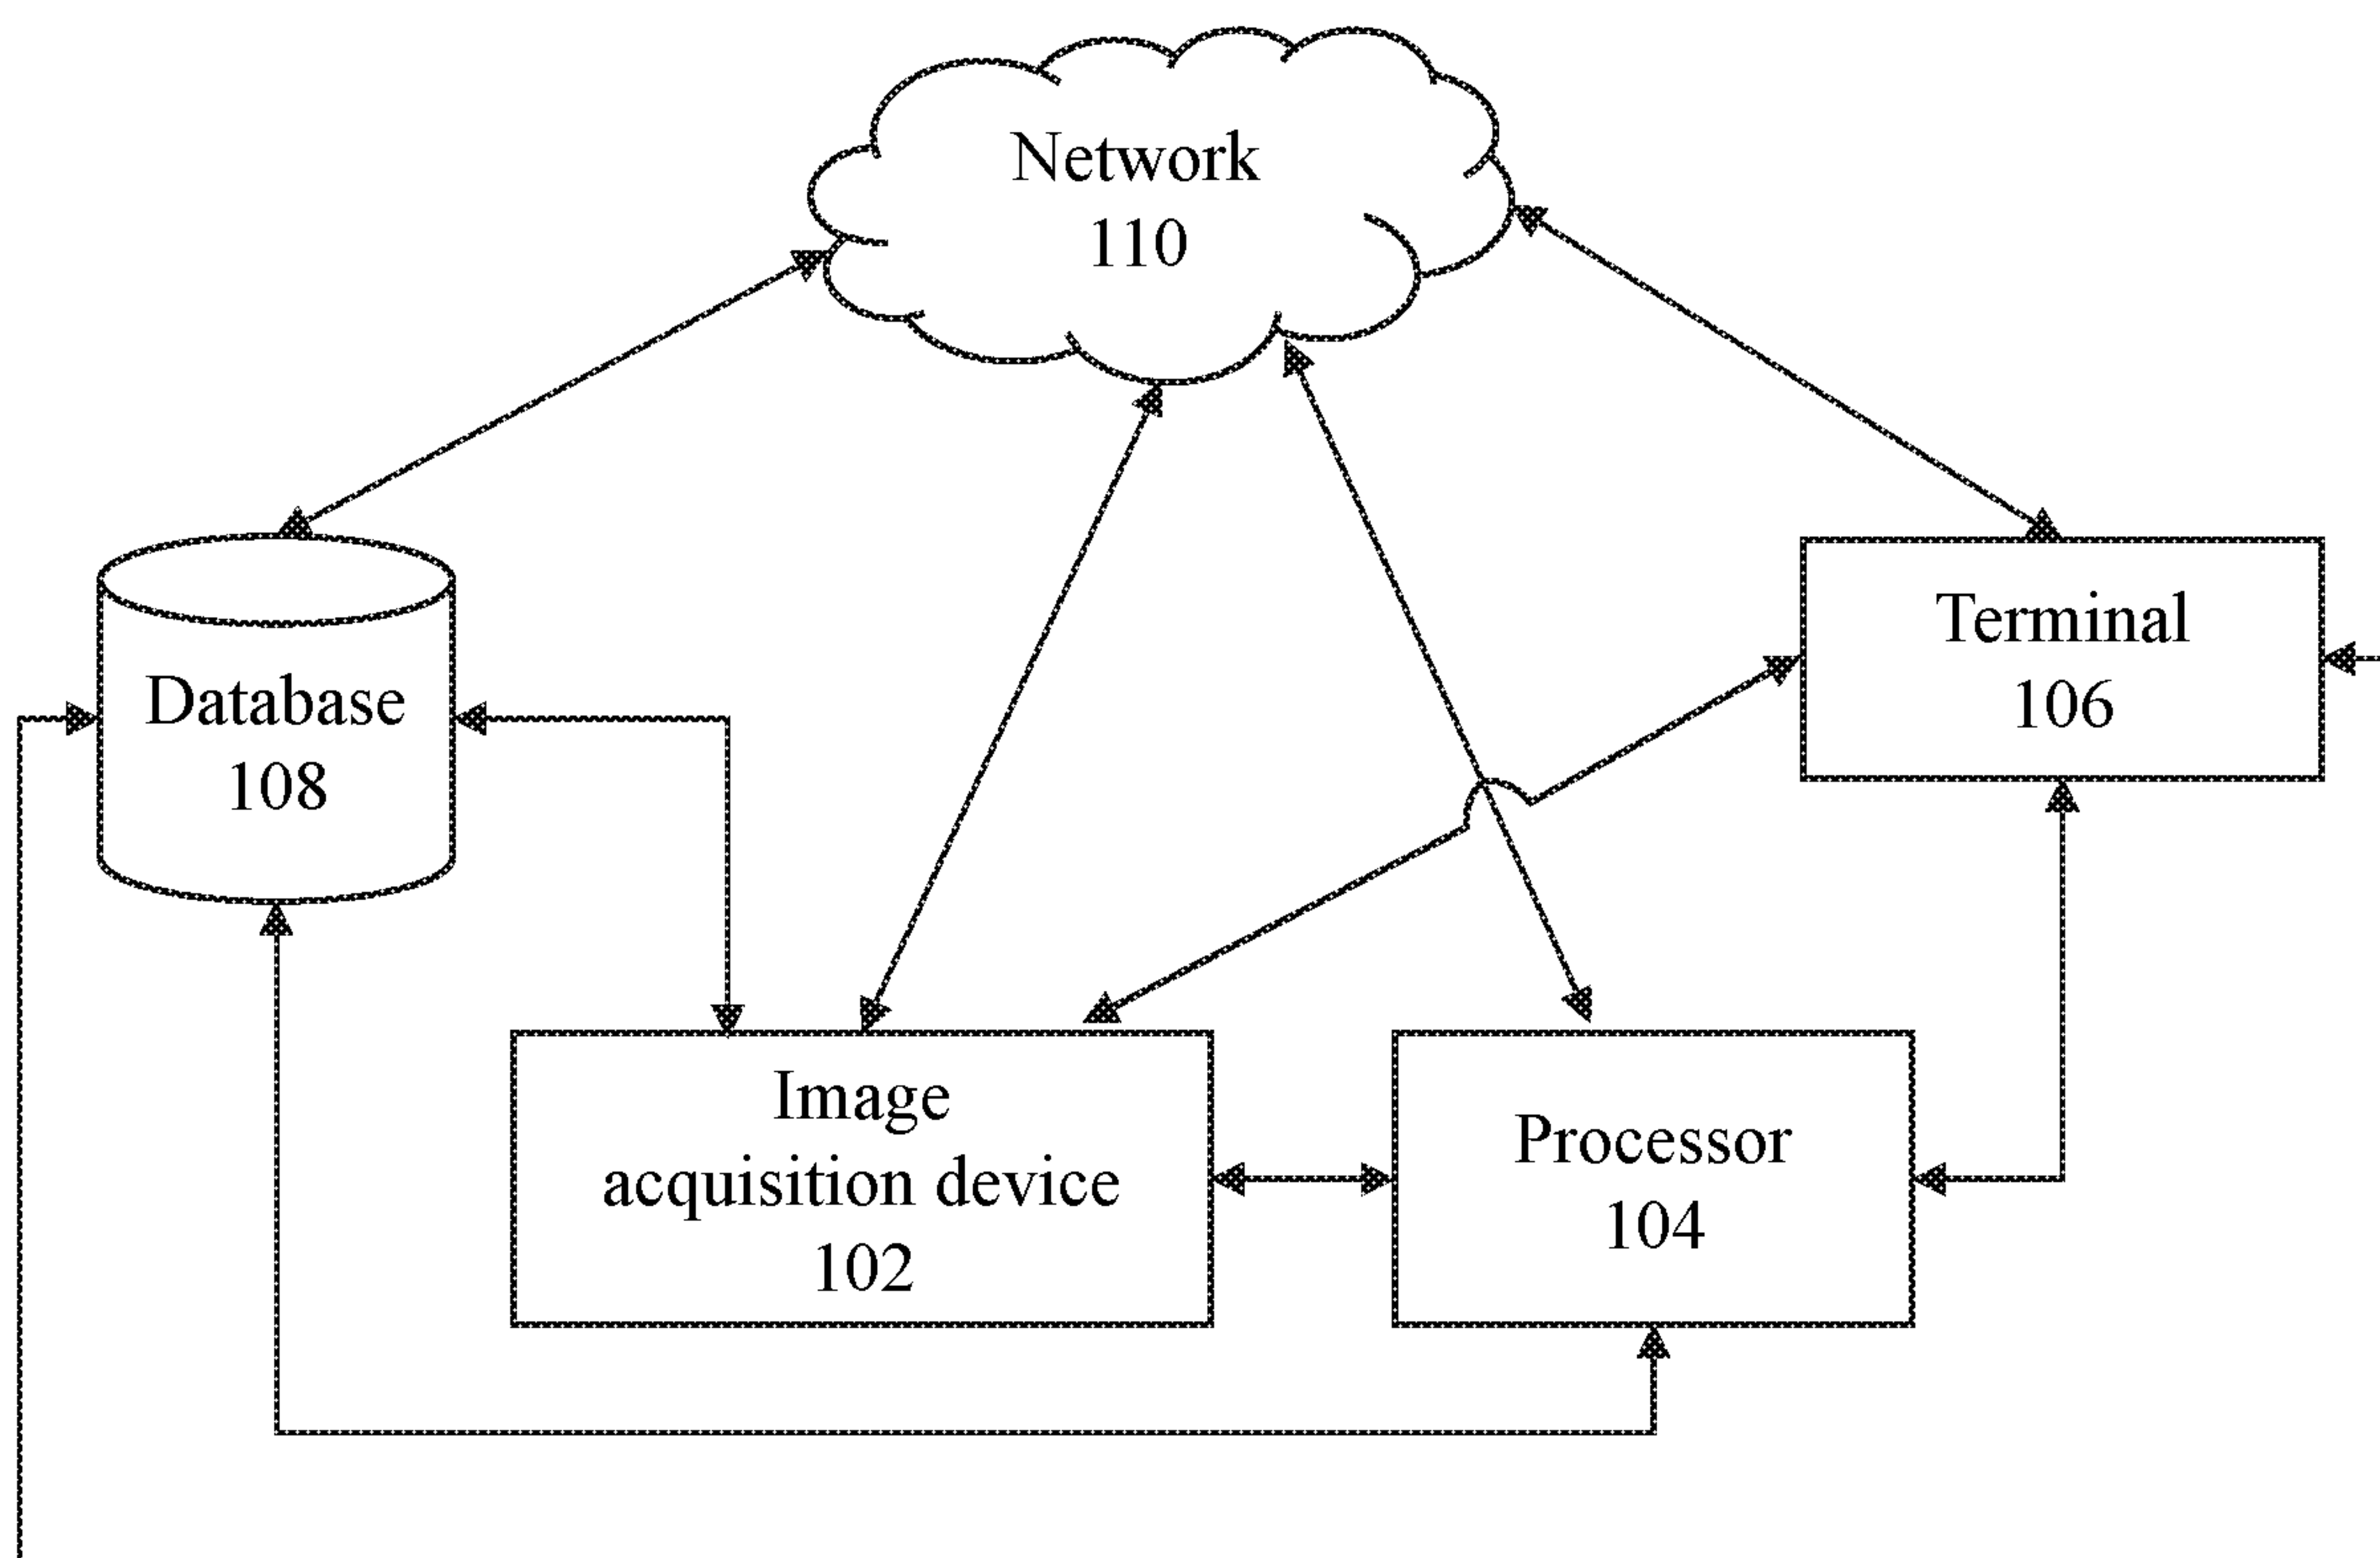 Network
110
Database
108
Terminal
106
Image
acquisition device
102
Processor
104